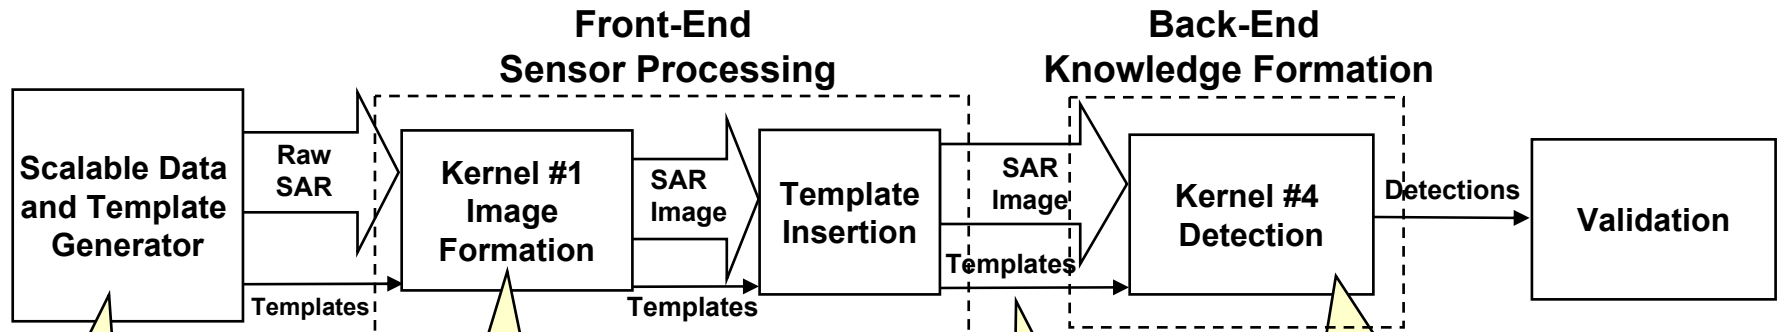 Front-End
Sensor Processing
Back-End
Knowledge Formation
Scalable Data
and Template
Generator
Raw
SAR
Templates
Kernel #1
Image
Formation
SAR
Image
Templates
Template
Insertion
SAR
Image
Templates
Kernel #4
Detection
Detections
Validation